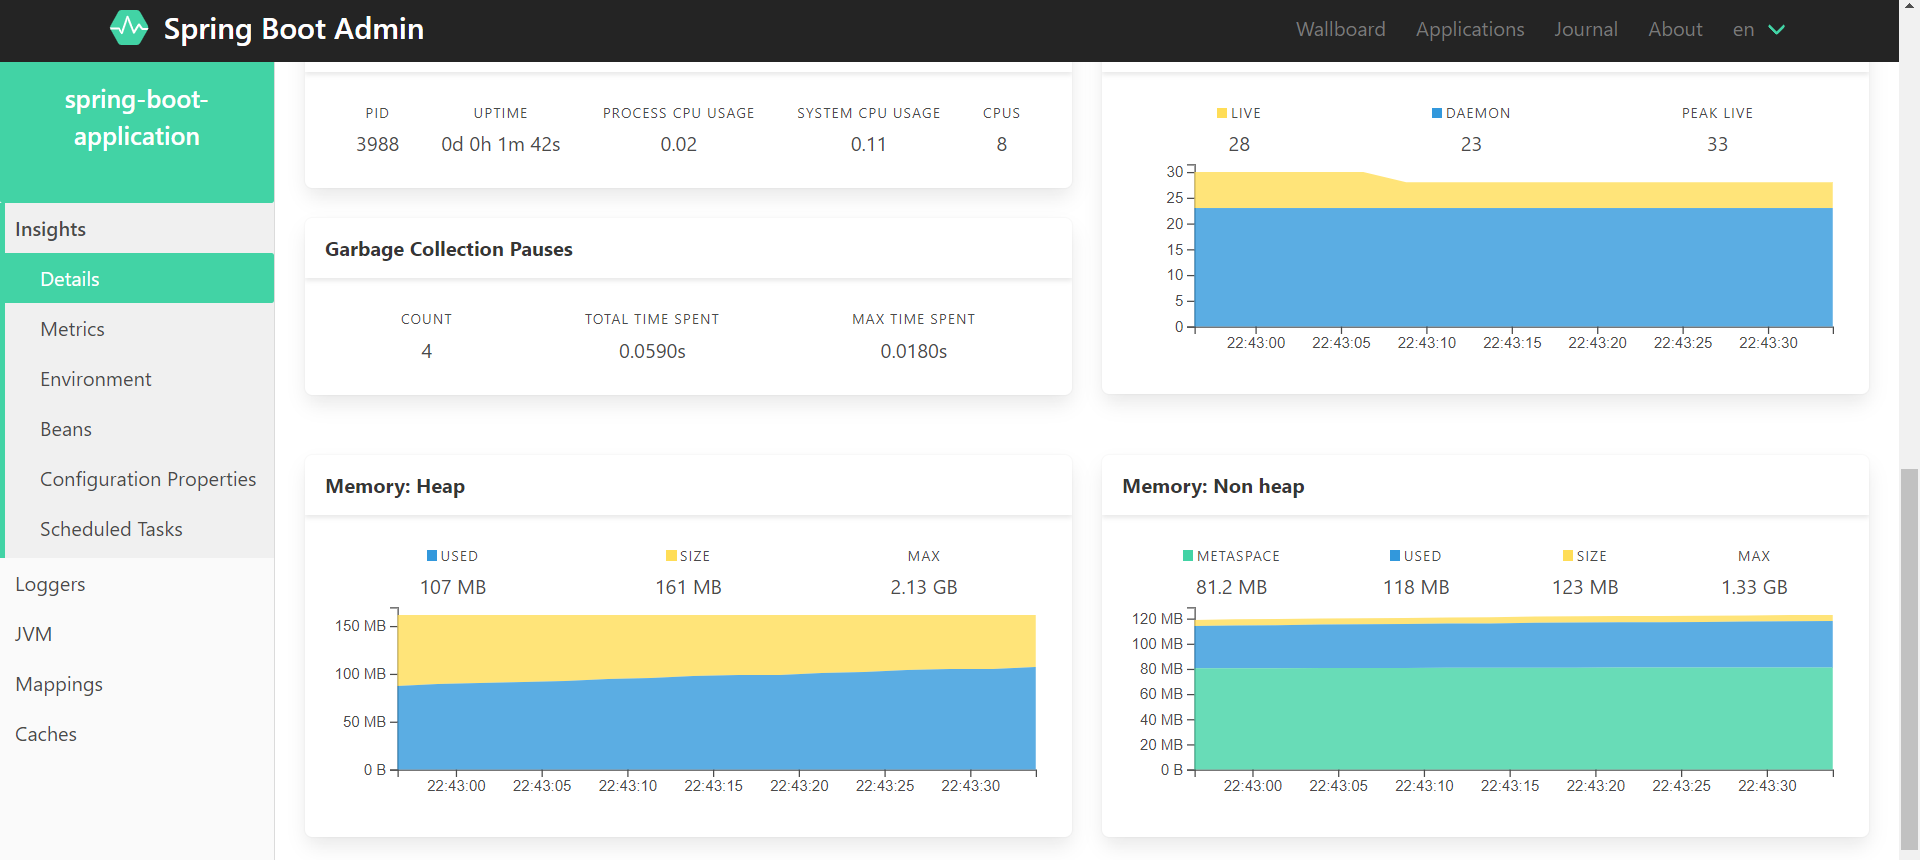 Spring Boot Admin
Wallboard Applications Journal About en
spring-boot-
application
Insights
Details
Metrics
Environment
Beans
Configuration Properties
Scheduled Tasks
Loggers
JVM
Mappings
Caches
PID UPTIME PROCESS CPU USAGE SYSTEM CPU USAGE CPUS
3988 0d 0h 1m 42s 0.02 0.11 8
Garbage Collection Pauses
COUNT TOTAL TIME SPENT MAX TIME SPENT
4 0.0590s 0.0180s
LIVE DAEMON PEAK LIVE
28 23 33
30
25
20
15
10
5
0
22:43:00 22:43:05 22:43:10 22:43:15 22:43:20 22:43:25 22:43:30
Memory: Heap
USED SIZE MAX
107 MB 161 MB 2.13 GB
150 MB
100 MB
50 MB
0 B
22:43:00 22:43:05 22:43:10 22:43:15 22:43:20 22:43:25 22:43:30
Memory: Non heap
METASPACE USED SIZE MAX
81.2 MB 118 MB 123 MB 1.33 GB
120 MB
100 MB
80 MB
60 MB
40 MB
20 MB
0 B
22:43:00 22:43:05 22:43:10 22:43:15 22:43:20 22:43:25 22:43:30